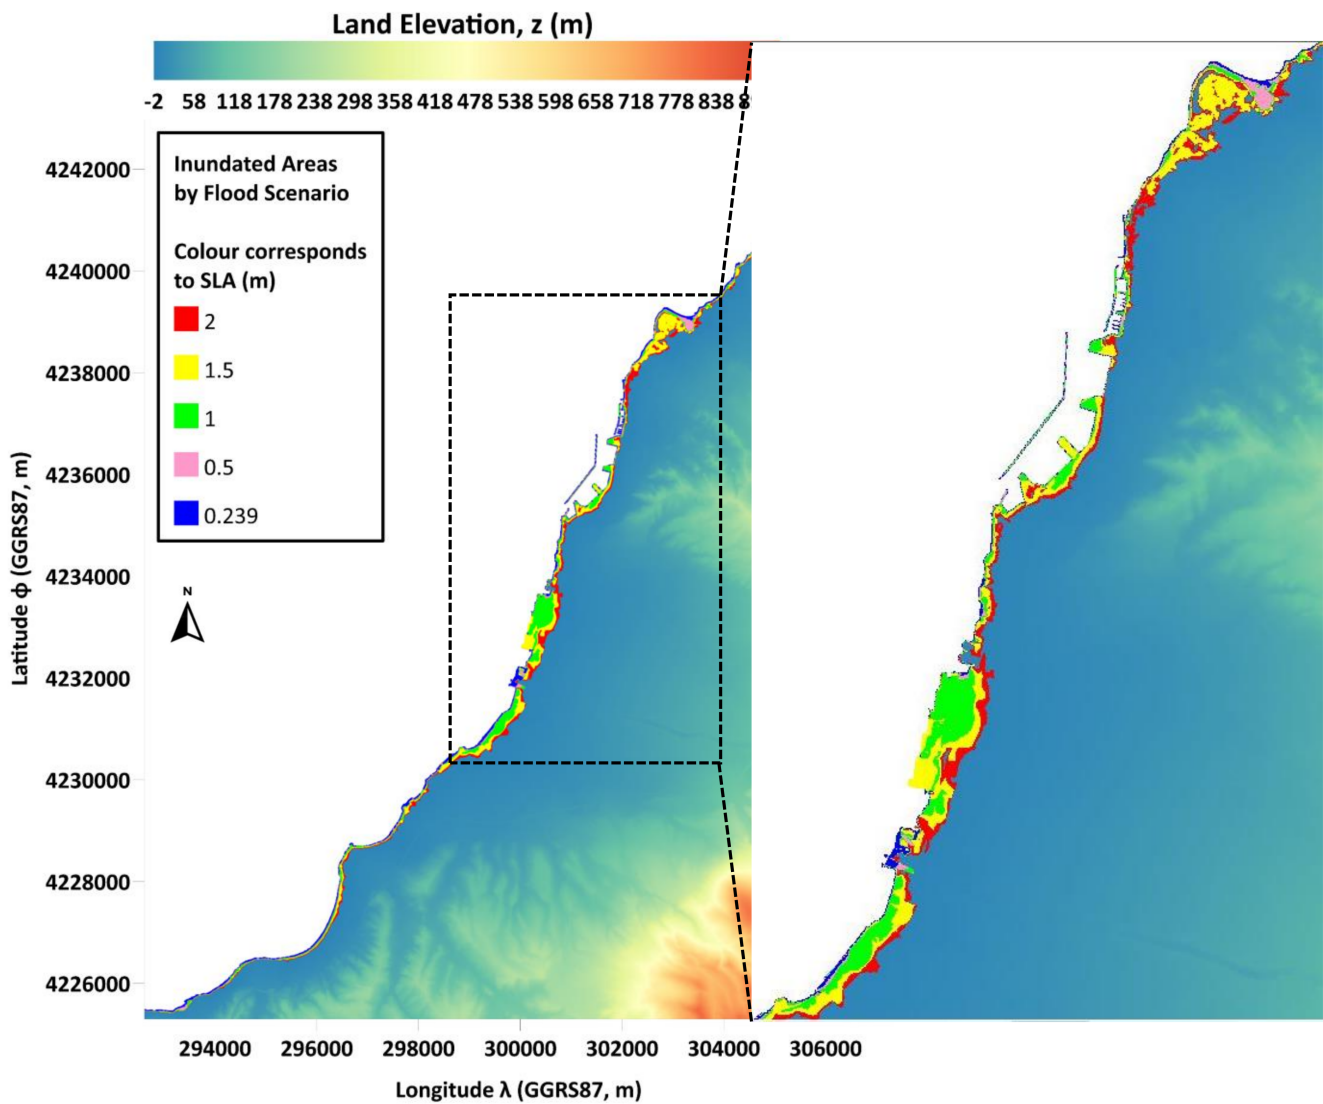 Land Elevation, z (m)
-2 58 118 178 238 298 358 418 478 538 598 658 718 778 838 8
Inundated Areas
by Flood Scenario
Colour corresponds
to SLA (m)
2
1.5
1
0.5
0.239
N
4242000
4240000
4238000
4236000
4234000
4232000
4230000
4228000
4226000
Latitude ϕ (GGRS87, m)
294000 296000 298000 300000 302000 304000 306000
Longitude λ (GGRS87, m)